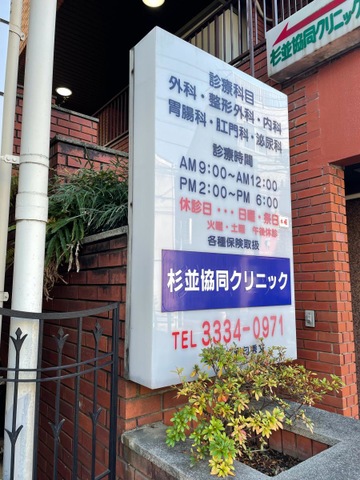 杉並協同クリニック
診療科目
外科・整形外科・内科
胃腸科・肛門科・泌尿科
診療時間
AM9:00〜AM12:00
PM2:00〜PM 6:00
休診日・・・日曜・祭日
火曜・土曜 午後休診
各種保険取扱
杉並協同クリニック
TEL 3334-0971